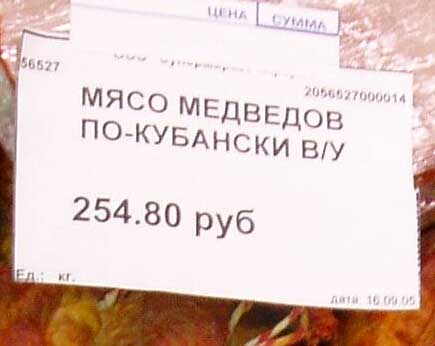 ЦЕНА СУММА
56527 2056527000014
МЯСО МЕДВЕДОВ
ПО-КУБАНСКИ В/У
254.80 руб
Ед.: кг.
дата: 16.09.05